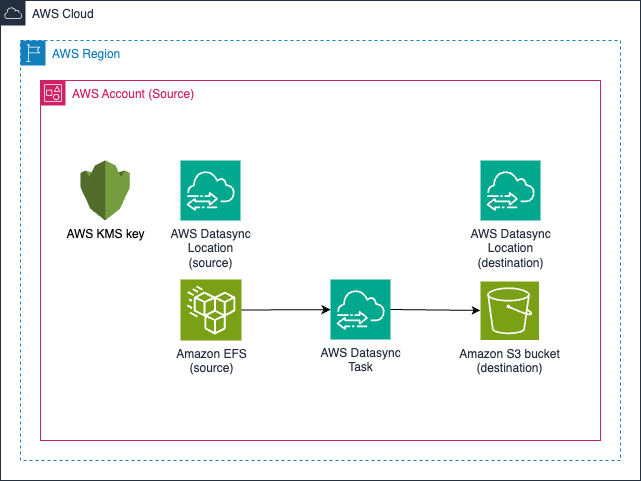 AWS Cloud
AWS Region
AWS Account (Source)
AWS KMS key
AWS Datasync
Location
(source)
AWS Datasync
Location
(destination)
Amazon EFS
(source)
AWS Datasync
Task
Amazon S3 bucket
(destination)